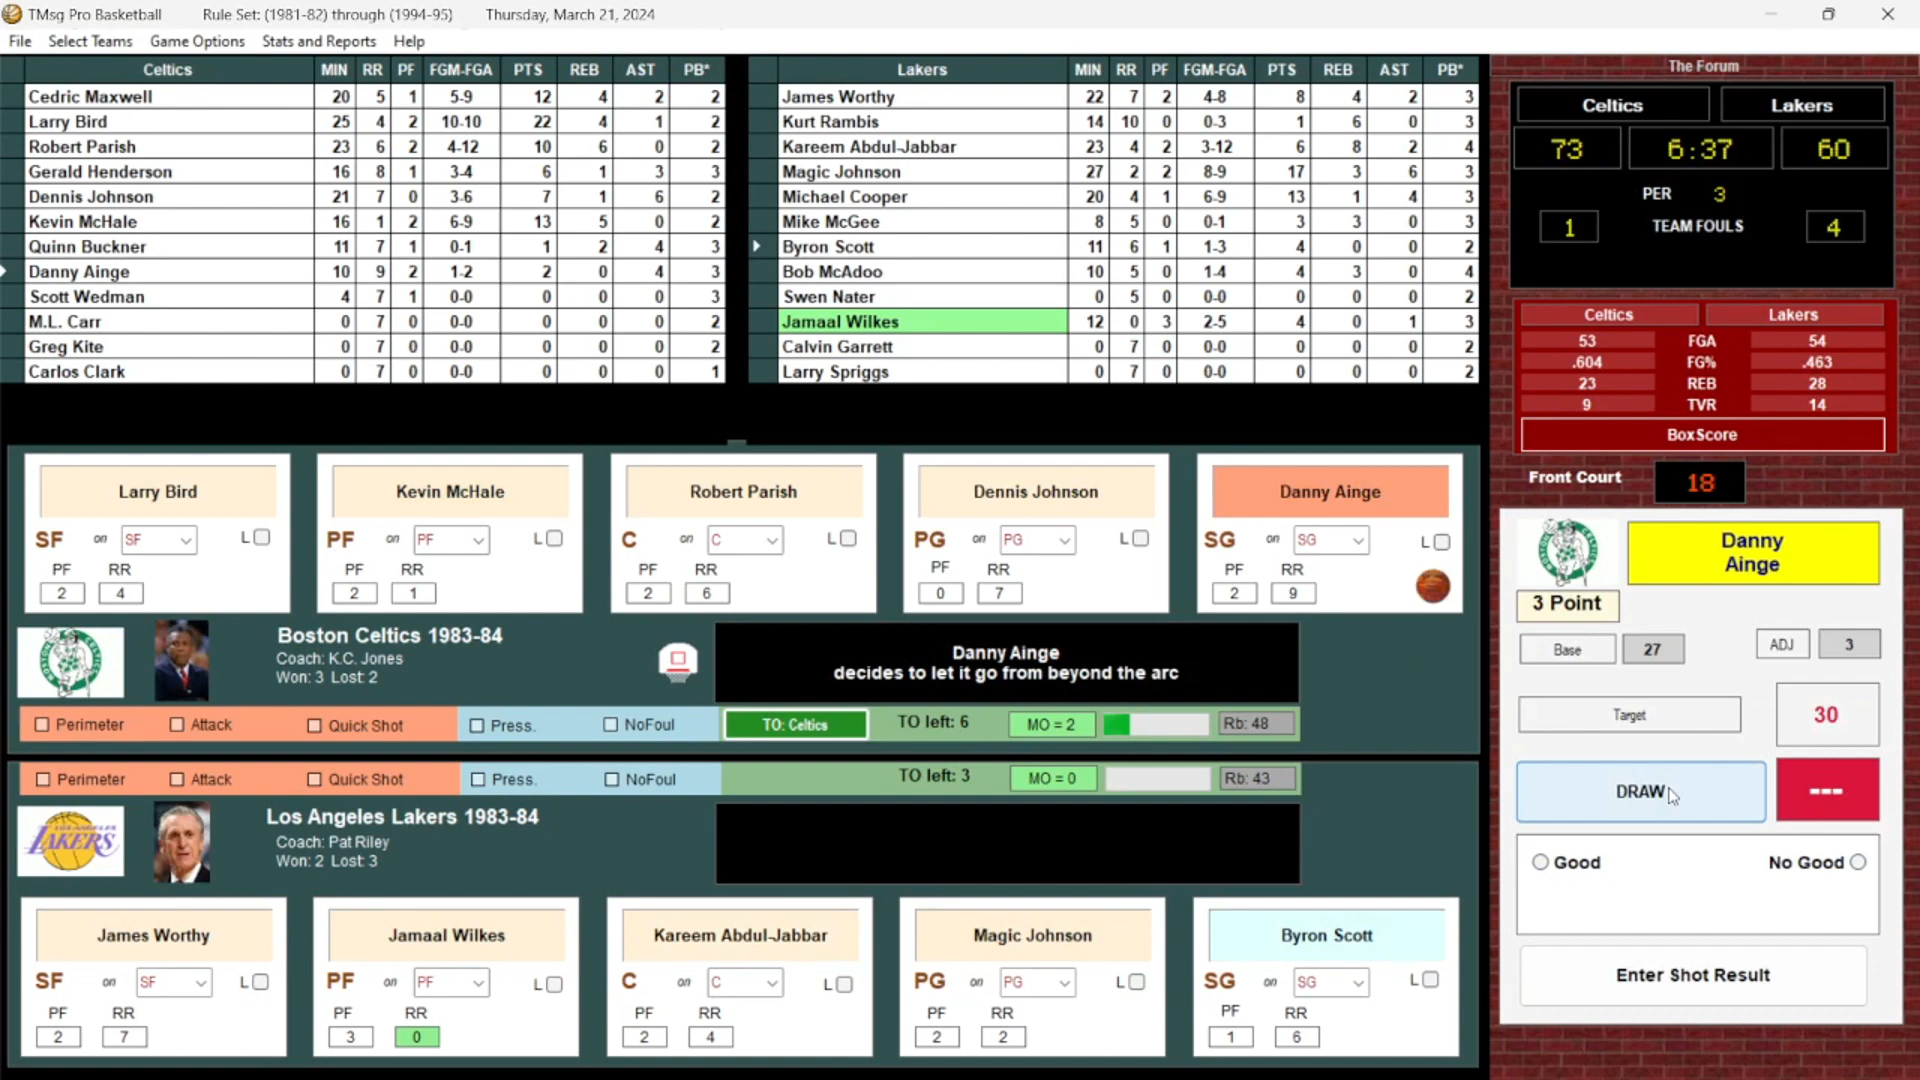 TMsg Pro Basketball Rule Set: (1981-82) through (1994-95) Thursday, March 21, 2024
File Select Teams Game Options Stats and Reports Help
Celtics MIN RR PF FGM-FGA PTS REB AST PB*
Cedric Maxwell 20 5 1 5-9 12 4 2 2
Larry Bird 25 4 2 10-10 22 4 1 2
Robert Parish 23 6 2 4-12 10 6 0 2
Gerald Henderson 16 8 1 3-4 6 1 3 3
Dennis Johnson 21 7 0 3-6 7 1 6 2
Kevin McHale 16 1 2 6-9 13 5 0 2
Quinn Buckner 11 7 1 0-1 1 2 4 3
Danny Ainge 10 9 2 1-2 2 0 4 3
Scott Wedman 4 7 1 0-0 0 0 0 3
M.L. Carr 0 7 0 0-0 0 0 0 2
Greg Kite 0 7 0 0-0 0 0 0 2
Carlos Clark 0 7 0 0-0 0 0 0 1
Lakers MIN RR PF FGM-FGA PTS REB AST PB*
James Worthy 22 7 2 4-8 8 4 2 3
Kurt Rambis 14 10 0 0-3 1 6 0 3
Kareem Abdul-Jabbar 23 4 2 3-12 6 8 2 4
Magic Johnson 27 2 2 8-9 17 3 6 3
Michael Cooper 20 4 1 6-9 13 1 4 3
Mike McGee 8 5 0 0-1 3 3 0 3
Byron Scott 11 6 1 1-3 4 0 0 2
Bob McAdoo 10 5 0 1-4 4 3 0 4
Swen Nater 0 5 0 0-0 0 0 0 2
Jamaal Wilkes 12 0 3 2-5 4 0 1 3
Calvin Garrett 0 7 0 0-0 0 0 0 2
Larry Spriggs 0 7 0 0-0 0 0 0 2
The Forum
Celtics Lakers
73 6:37 60
PER 3
1 TEAM FOULS 4
Celtics Lakers
53 FGA 54
.604 FG% .463
23 REB 28
9 TVR 14
BoxScore
Front Court 18
Larry Bird Kevin McHale Robert Parish Dennis Johnson Danny Ainge
SF on SF L PF on PF L C on C L PG on PG L SG on SG L
PF RR PF RR PF RR PF RR PF RR
2 4 2 1 2 6 0 7 2 9
Boston Celtics 1983-84
Coach: K.C. Jones
Won: 3 Lost: 2
Danny Ainge
decides to let it go from beyond the arc
Perimeter Attack Quick Shot Press. NoFoul TO: Celtics TO left: 6 MO = 2 Rb: 48
Perimeter Attack Quick Shot Press. NoFoul TO left: 3 MO = 0 Rb: 43
LAKERS
Los Angeles Lakers 1983-84
Coach: Pat Riley
Won: 2 Lost: 3
James Worthy Jamaal Wilkes Kareem Abdul-Jabbar Magic Johnson Byron Scott
SF on SF L PF on PF L C on C L PG on PG L SG on SG L
PF RR PF RR PF RR PF RR PF RR
2 7 3 0 2 4 2 2 1 6
Danny
Ainge
3 Point
Base 27 ADJ 3
Target 30
DRAW ---
Good No Good
Enter Shot Result